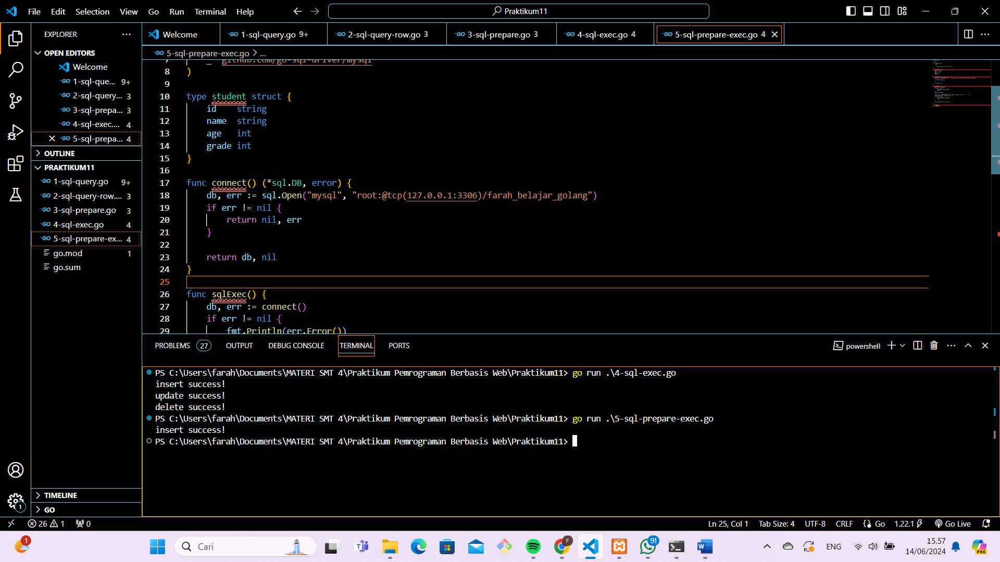 File Edit Selection View Go Run Terminal Help
Praktikum11
EXPLORER
OPEN EDITORS
Welcome
1-sql-que... 9+
2-sql-query... 3
3-sql-prepa... 3
4-sql-exec.... 4
5-sql-prepa... 4
OUTLINE
PRAKTIKUM11
1-sql-query.go 9+
2-sql-query-row.... 3
3-sql-prepare.go 3
4-sql-exec.go 4
5-sql-prepare-ex... 4
go.mod 1
go.sum
TIMELINE
GO
Welcome
1-sql-query.go 9+
2-sql-query-row.go 3
3-sql-prepare.go 3
4-sql-exec.go 4
5-sql-prepare-exec.go 4
5-sql-prepare-exec.go > ...
7 _ "github.com/go-sql-driver/mysql"
8 )
9
10 type student struct {
11 id string
12 name string
13 age int
14 grade int
15 }
16
17 func connect() (*sql.DB, error) {
18 db, err := sql.Open("mysql", "root:@tcp(127.0.0.1:3306)/farah_belajar_golang")
19 if err != nil {
20 return nil, err
21 }
22
23 return db, nil
24 }
25
26 func sqlExec() {
27 db, err := connect()
28 if err != nil {
29 fmt.Println(err.Error())
PROBLEMS 27 OUTPUT DEBUG CONSOLE TERMINAL PORTS
powershell
PS C:\Users\farah\Documents\MATERI SMT 4\Praktikum Pemrograman Berbasis Web\Praktikum11> go run .\4-sql-exec.go
insert success!
update success!
delete success!
PS C:\Users\farah\Documents\MATERI SMT 4\Praktikum Pemrograman Berbasis Web\Praktikum11> go run .\5-sql-prepare-exec.go
insert success!
PS C:\Users\farah\Documents\MATERI SMT 4\Praktikum Pemrograman Berbasis Web\Praktikum11>
1
26 1 0
Ln 25, Col 1 Tab Size: 4 UTF-8 CRLF {} Go 1.22.1 Go Live
1
Cari
F
91
ENG
15.57
14/06/2024
PRE